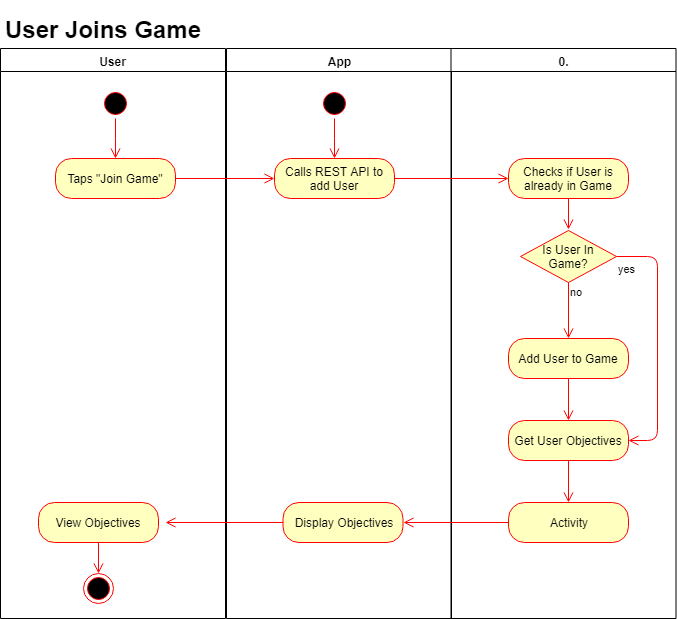 User Joins Game
User
App
0.
Taps "Join Game"
Calls REST API to
add User
Checks if User is
already in Game
Is User In
Game?
yes
no
Add User to Game
Get User Objectives
View Objectives
Display Objectives
Activity